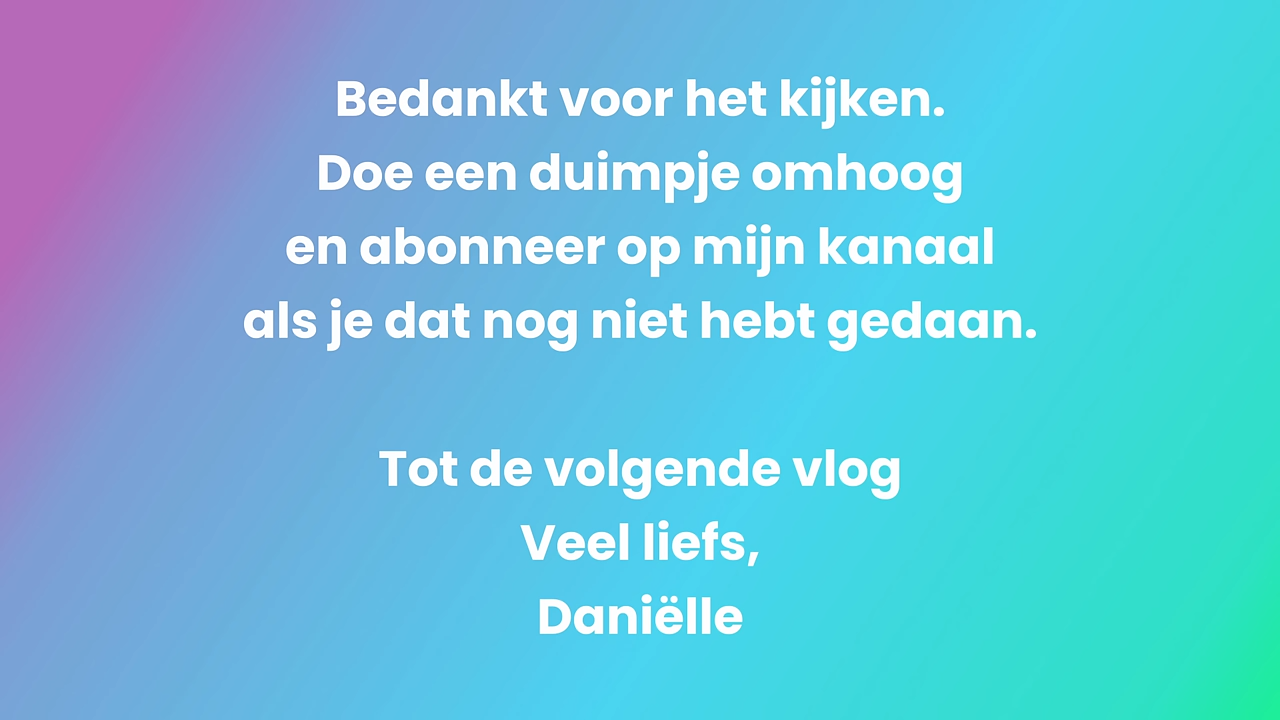 Bedankt voor het kijken.
Doe een duimpje omhoog
en abonneer op mijn kanaal
als je dat nog niet hebt gedaan.
Tot de volgende vlog
Veel liefs,
Daniëlle